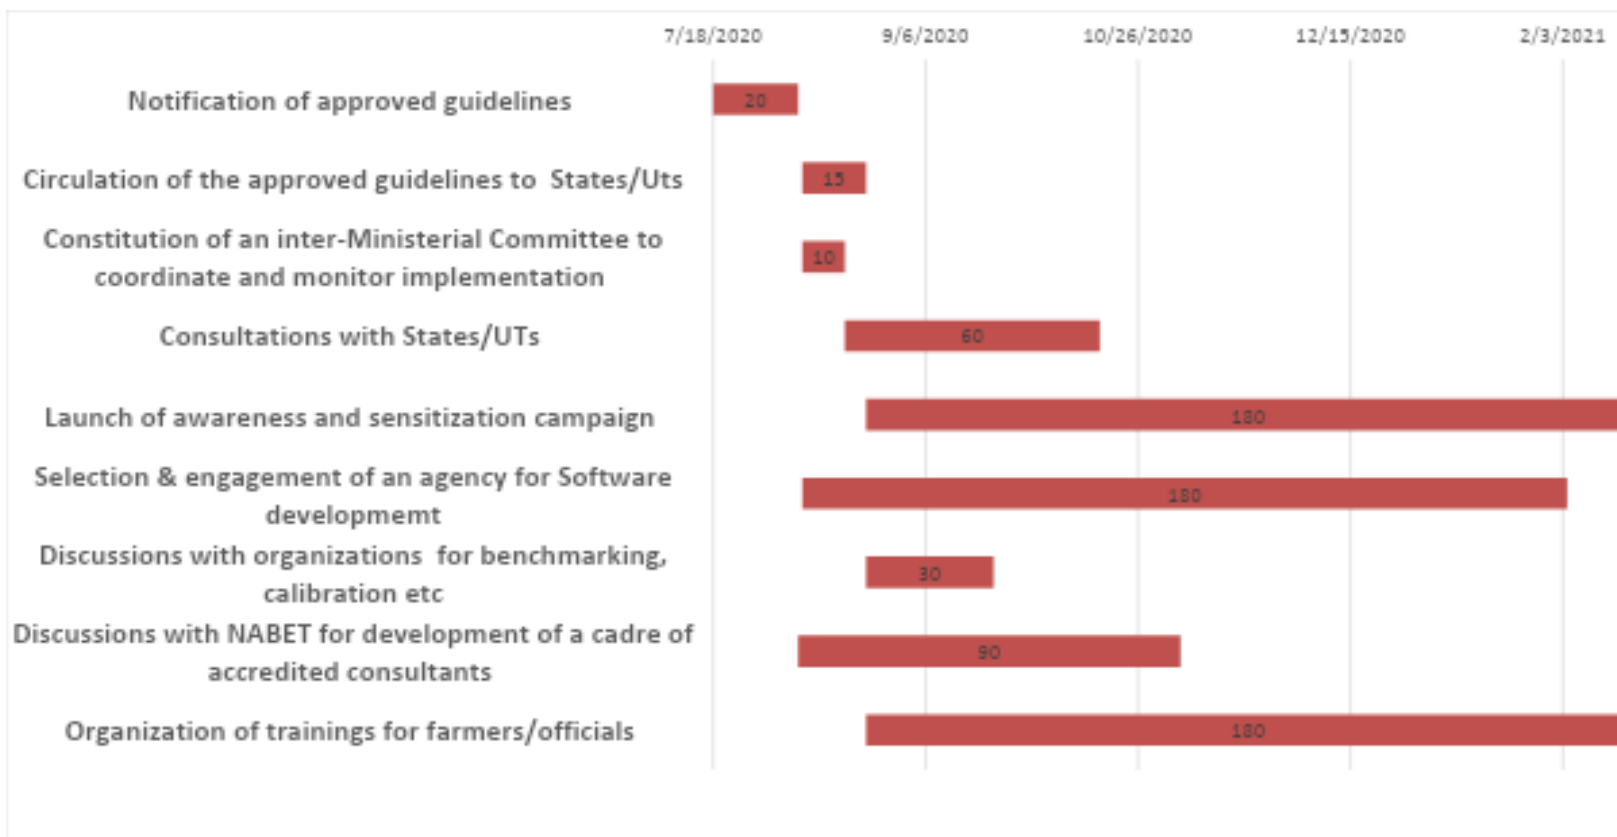 7/18/2020 9/6/2020 10/26/2020 12/15/2020 2/3/2021
Notification of approved guidelines 20
Circulation of the approved guidelines to States/Uts 15
Constitution of an inter-Ministerial Committee to
coordinate and monitor implementation 10
Consultations with States/UTs 60
Launch of awareness and sensitization campaign 180
Selection & engagement of an agency for Software
developmemt 180
Discussions with organizations for benchmarking,
calibration etc 30
Discussions with NABET for development of a cadre of
accredited consultants 90
Organization of trainings for farmers/officials 180